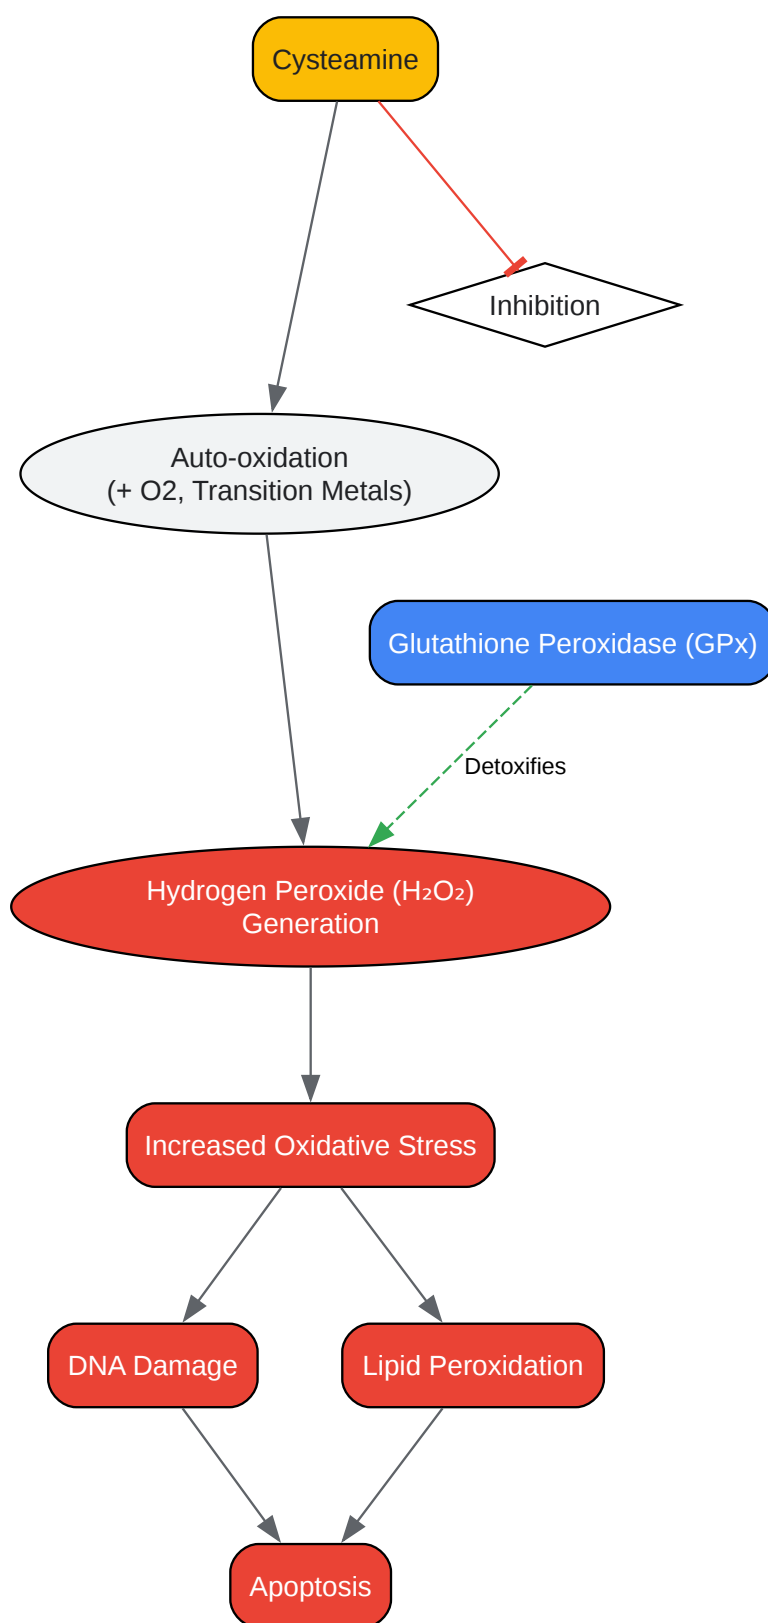 Cysteamine
Inhibition
Auto-oxidation
(+ O2, Transition Metals)
Glutathione Peroxidase (GPx)
Detoxifies
Hydrogen Peroxide (H₂O₂)
Generation
Increased Oxidative Stress
DNA Damage
Lipid Peroxidation
Apoptosis